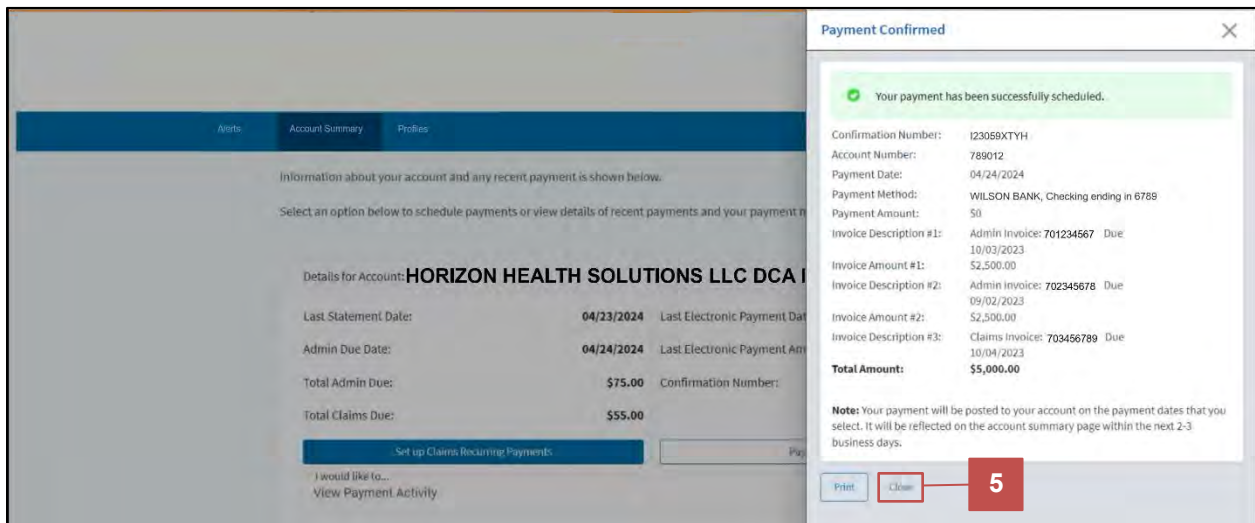 Alerts Account Summary Profiles
Information about your account and any recent payment is shown below.
Select an option below to schedule payments or view details of recent payments and your payment
Details for Account: HORIZON HEALTH SOLUTIONS LLC DCA
Last Statement Date: 04/23/2024 Last Electronic Payment
Admin Due Date: 04/24/2024 Last Electronic Payment
Total Admin Due: $75.00 Confirmation Number:
Total Claims Due: $55.00
Set up Claims Recurring Payments
I would like to...
View Payment Activity
Payment Confirmed
Your payment has been successfully scheduled.
Confirmation Number: I23059XTYH
Account Number: 789012
Payment Date: 04/24/2024
Payment Method: WILSON BANK, Checking ending in 6789
Payment Amount: $0
Invoice Description #1: Admin Invoice: 701234567 Due
10/03/2023
Invoice Amount #1: $2,500.00
Invoice Description #2: Admin Invoice: 702345678 Due
09/02/2023
Invoice Amount #2: $2,500.00
Invoice Description #3: Claims Invoice: 703456789 Due
10/04/2023
Total Amount: $5,000.00
Note: Your payment will be posted to your account on the payment dates that you
select. It will be reflected on the account summary page within the next 2-3
business days.
Print Close 5